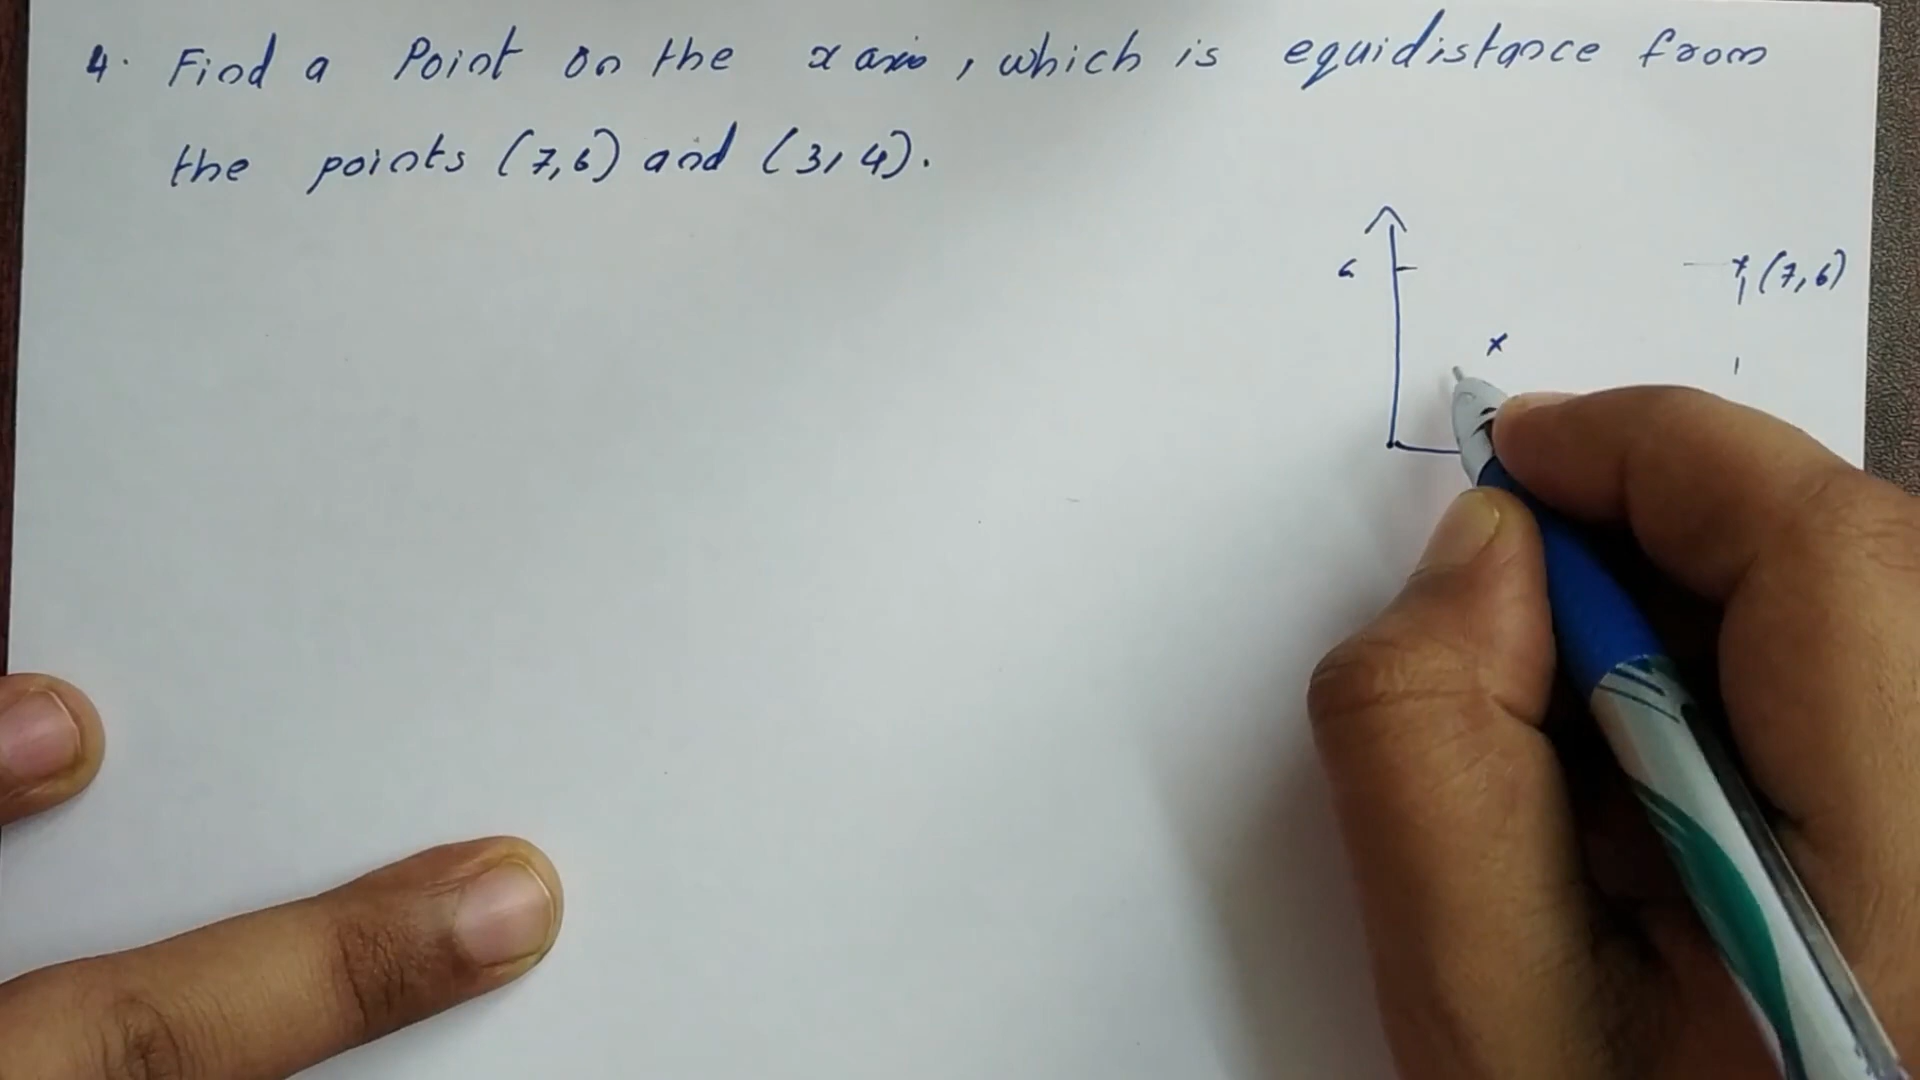 4. Find a Point on the x axis, which is equidistance from
the points (7,6) and (3,4).
6
(7,6)